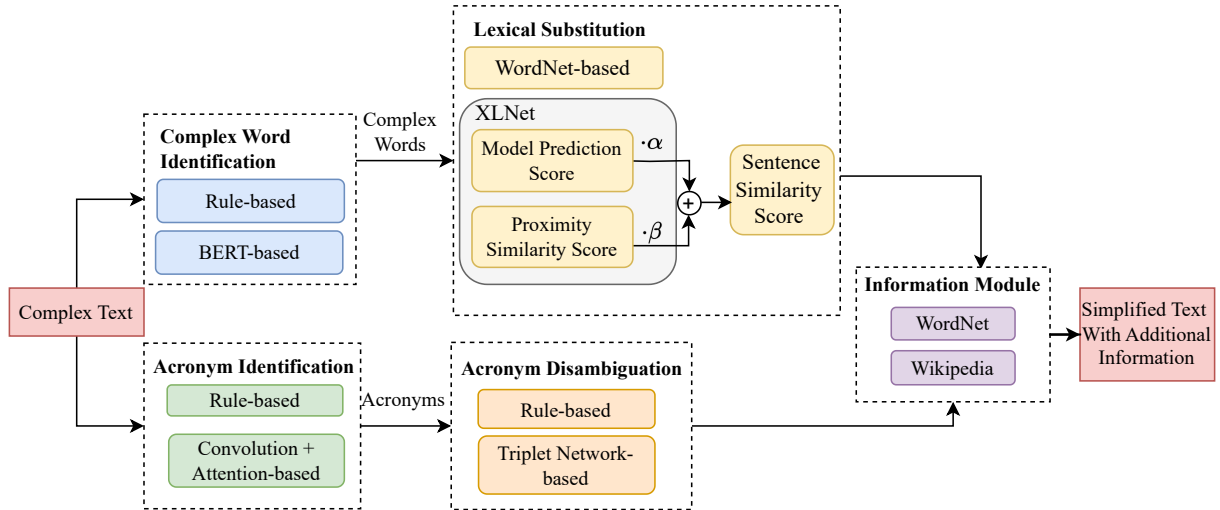 Complex Text
Complex Word
Identification
Rule-based
BERT-based
Complex
Words
Lexical Substitution
WordNet-based
XLNet
Model Prediction
Score
·α
Proximity
Similarity Score
·β
+
Sentence
Similarity
Score
Acronym Identification
Rule-based
Convolution +
Attention-based
Acronyms
Acronym Disambiguation
Rule-based
Triplet Network-
based
Information Module
WordNet
Wikipedia
Simplified Text
With Additional
Information